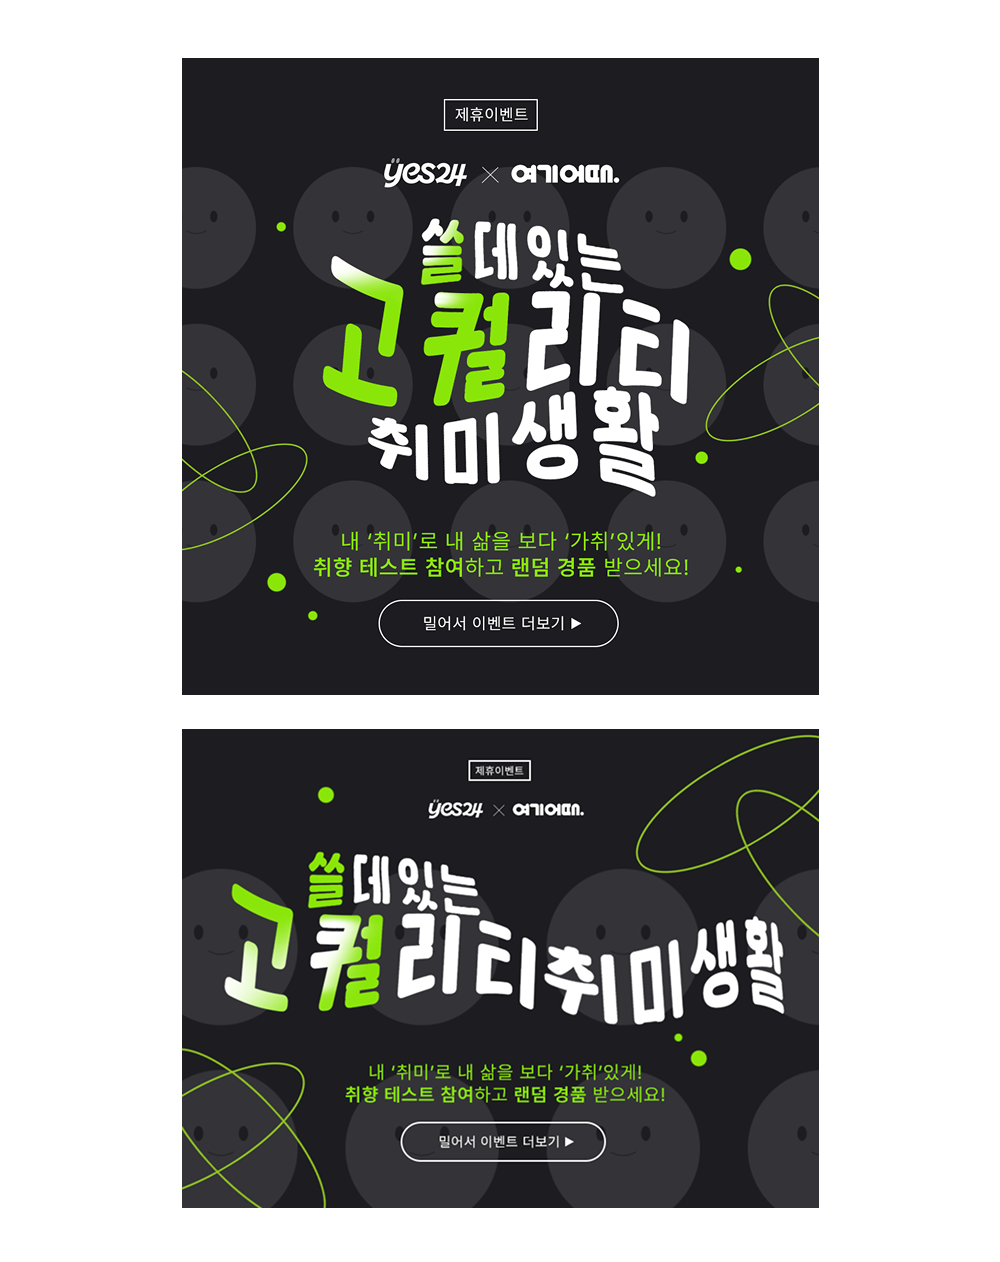 제휴이벤트
yes24 × 여기어때.
쓸데있는
고퀄리티
취미생활
내 ‘취미’로 내 삶을 보다 ‘가취’있게!
취향 테스트 참여하고 랜덤 경품 받으세요!
밀어서 이벤트 더보기 ▶
제휴이벤트
yes24 × 여기어때.
쓸데있는
고퀄리티취미생활
내 ‘취미’로 내 삶을 보다 ‘가취’있게!
취향 테스트 참여하고 랜덤 경품 받으세요!
밀어서 이벤트 더보기 ▶